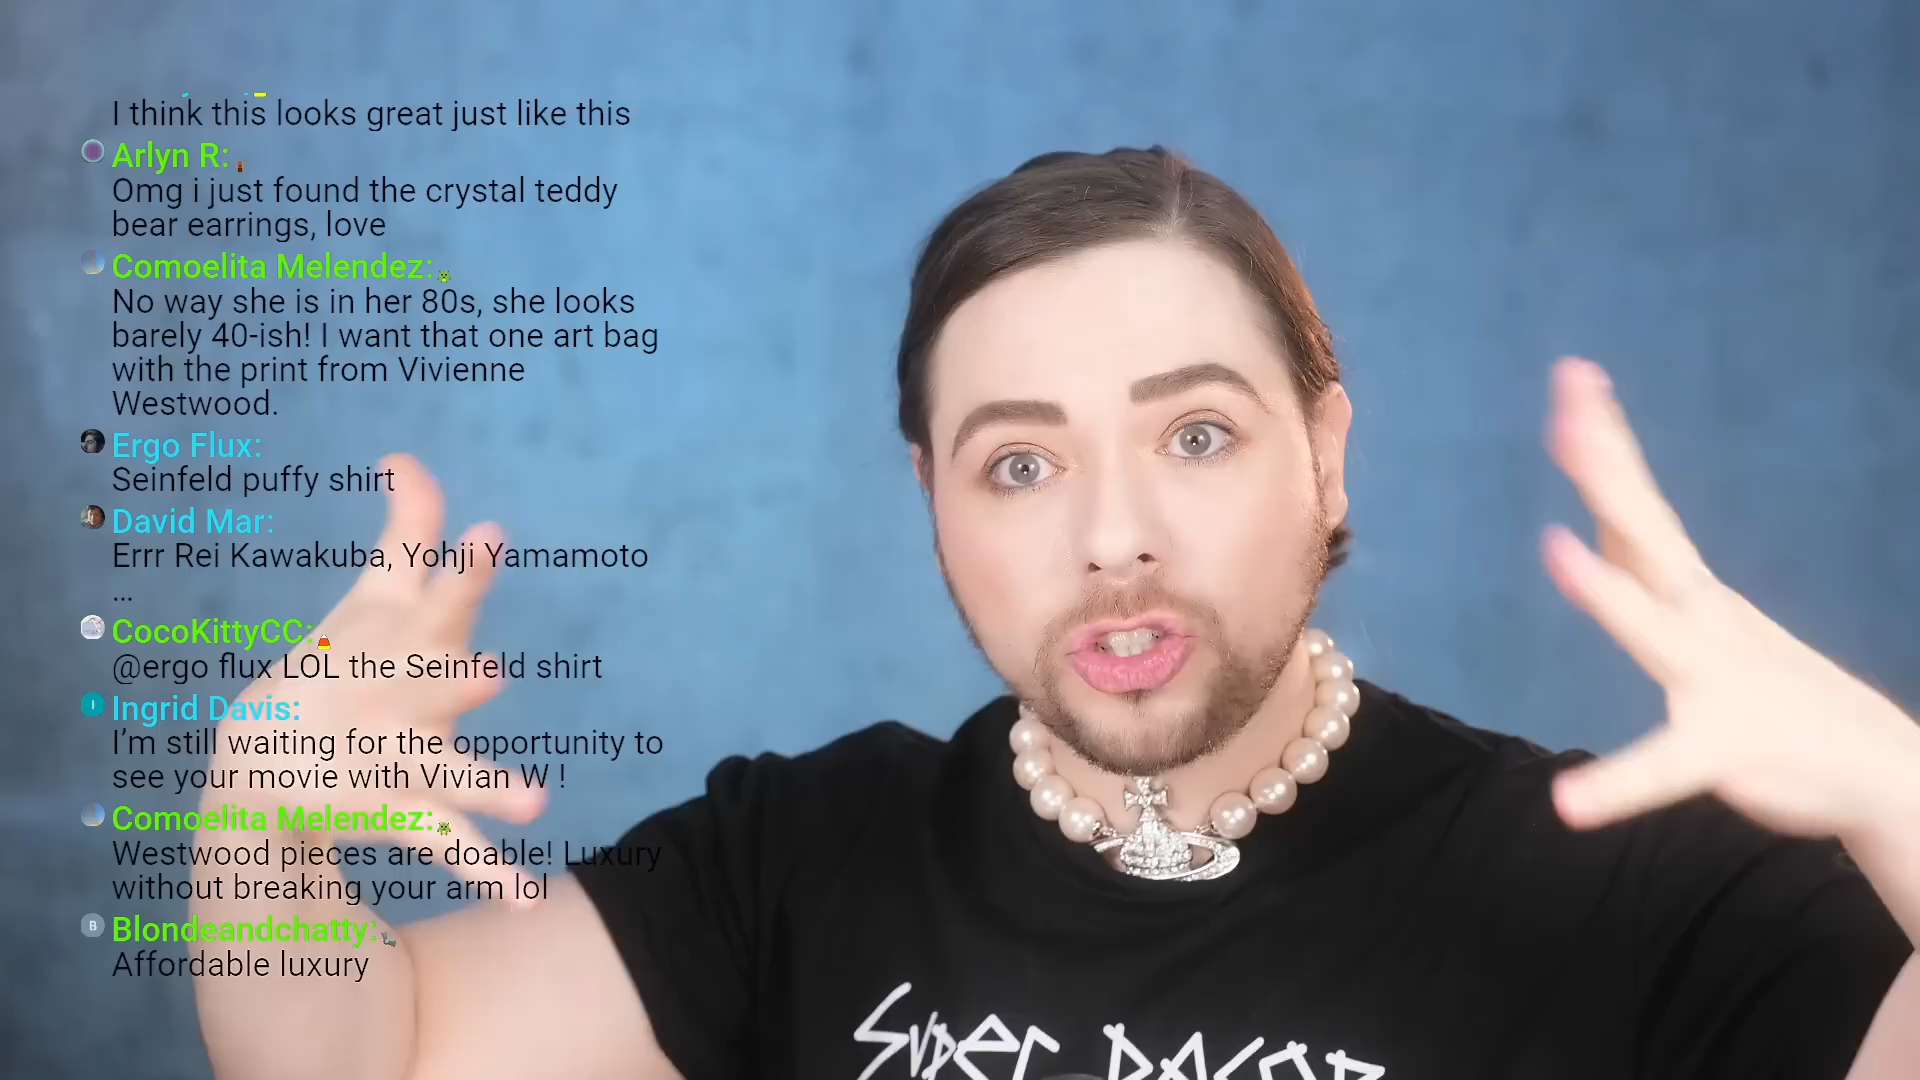 I think this looks great just like this
Arlyn R:
Omg i just found the crystal teddy
bear earrings, love
Comoelita Melendez:
No way she is in her 80s, she looks
barely 40-ish! I want that one art bag
with the print from Vivienne
Westwood.
Ergo Flux:
Seinfeld puffy shirt
David Mar:
Errr Rei Kawakuba, Yohji Yamamoto
...
CocoKittyCC:
@ergo flux LOL the Seinfeld shirt
I
Ingrid Davis:
I'm still waiting for the opportunity to
see your movie with Vivian W !
Comoelita Melendez:
Westwood pieces are doable! Luxury
without breaking your arm lol
B
Blondeandchatty:
Affordable luxury
SUPER